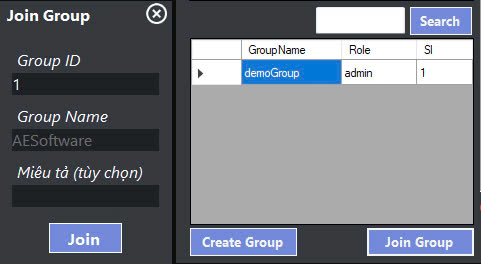 Join Group
Group ID
1
Group Name
AESoftware
Miêu tả (tùy chọn)
Join
Search
GroupName Role Sl
demoGroup admin 1
Create Group Join Group